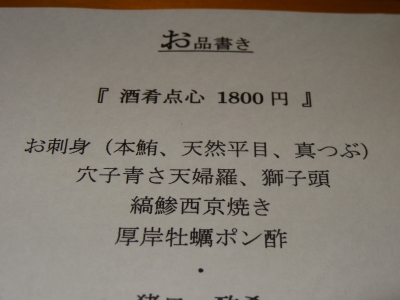 お品書き
『 酒肴点心 1800円 』
お刺身（本鮪、天然平目、真つぶ）
穴子青さ天婦羅、獅子頭
縞鯵西京焼き
厚岸牡蠣ポン酢
・